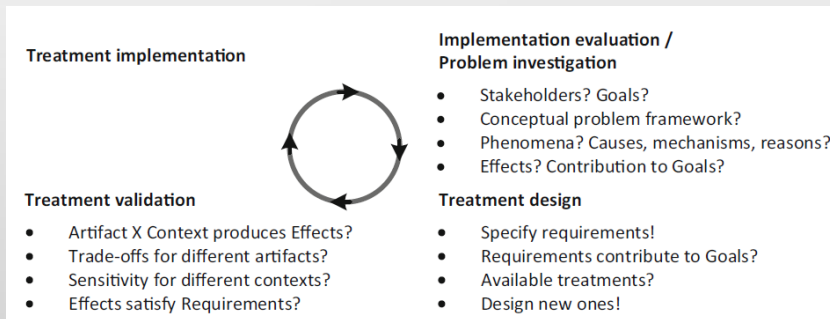 Treatment implementation
Implementation evaluation /
Problem investigation
• Stakeholders? Goals?
• Conceptual problem framework?
• Phenomena? Causes, mechanisms, reasons?
• Effects? Contribution to Goals?
Treatment validation
• Artifact X Context produces Effects?
• Trade-offs for different artifacts?
• Sensitivity for different contexts?
• Effects satisfy Requirements?
Treatment design
• Specify requirements!
• Requirements contribute to Goals?
• Available treatments?
• Design new ones!